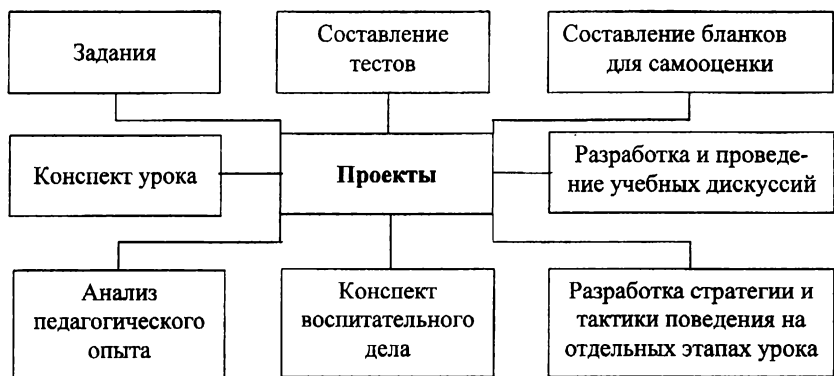 Задания
Составление
тестов
Составление бланков
для самооценки
Конспект урока
Проекты
Разработка и проведе-
ние учебных дискуссий
Анализ
педагогического
опыта
Конспект
воспитательного
дела
Разработка стратегии и
тактики поведения на
отдельных этапах урока